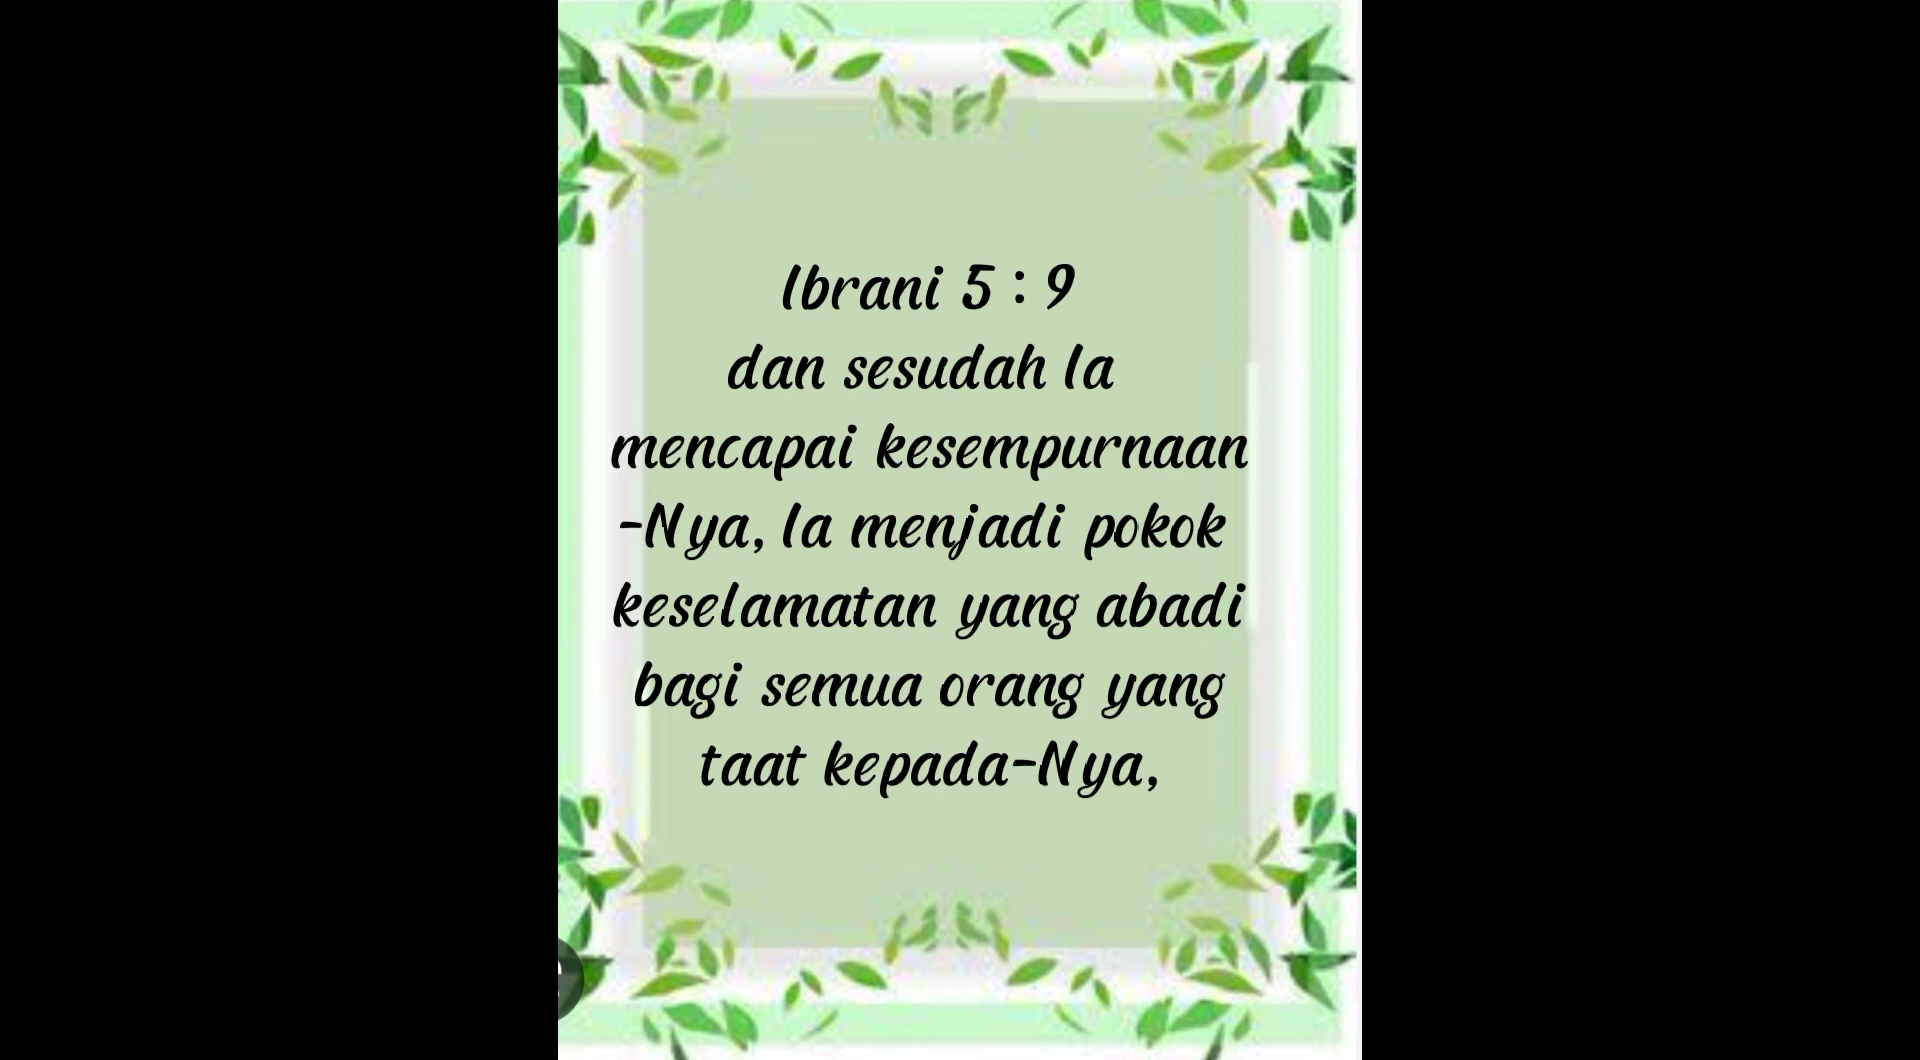 Ibrani 5 : 9
dan sesudah Ia
mencapai kesempurnaan
-Nya, Ia menjadi pokok
keselamatan yang abadi
bagi semua orang yang
taat kepada-Nya,